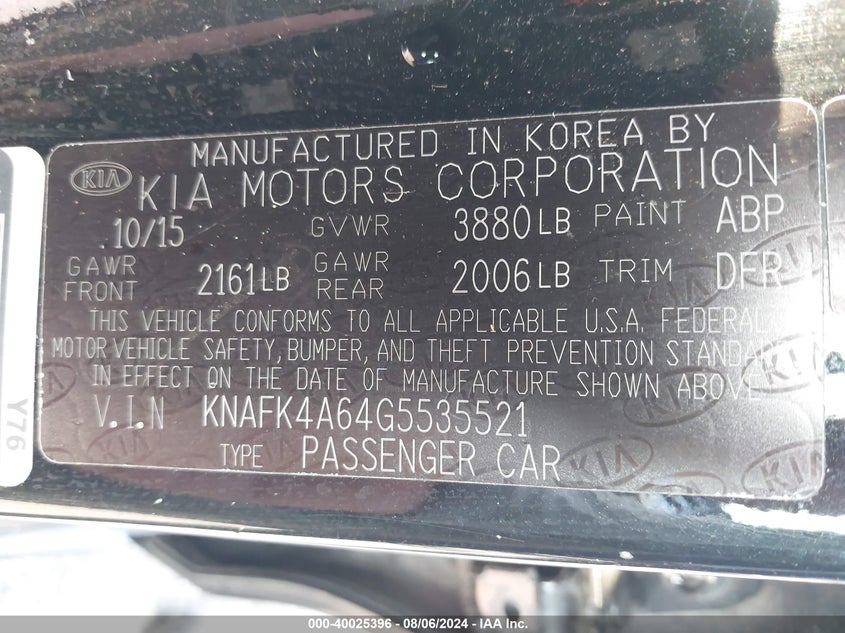 MANUFACTURED IN KOREA BY
KIA KIA MOTORS CORPORATION
10/15 GVWR 3880LB PAINT ABP
GAWR FRONT 2161LB GAWR REAR 2006LB TRIM DFR
THIS VEHICLE CONFORMS TO ALL APPLICABLE U.S.A. FEDERAL
MOTOR VEHICLE SAFETY, BUMPER, AND THEFT PREVENTION STANDAR
IN EFFECT ON THE DATE OF MANUFACTURE SHOWN ABOVE
V.I.N KNAFK4A64G5535521
TYPE PASSENGER CAR
Y76
000-40025396 - 08/06/2024 - IAA Inc.